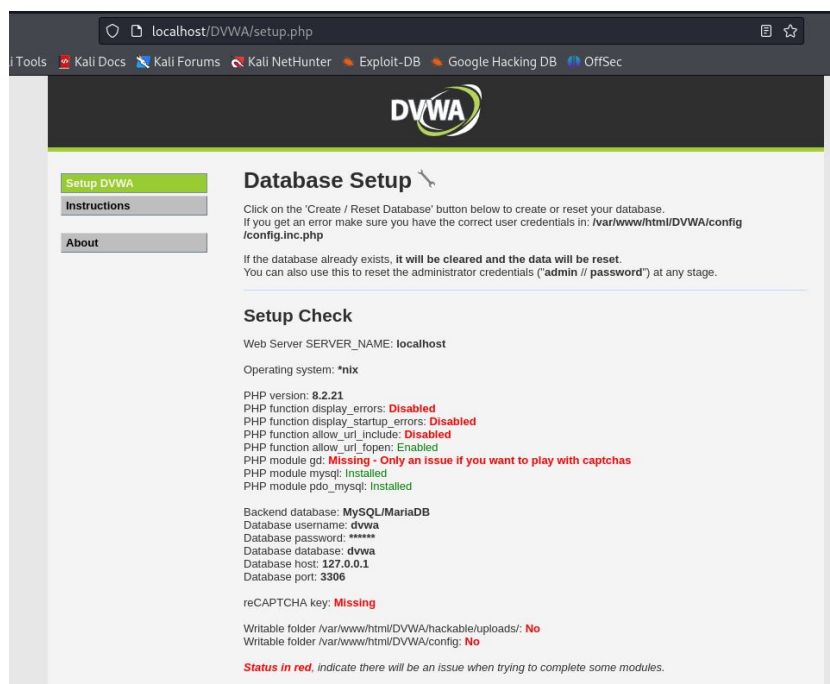 localhost/DVWA/setup.php
i Tools Kali Docs Kali Forums Kali NetHunter Exploit-DB Google Hacking DB OffSec
DVWA
Setup DVWA
Instructions
About
Database Setup
Click on the 'Create / Reset Database' button below to create or reset your database.
If you get an error make sure you have the correct user credentials in: /var/www/html/DVWA/config
/config.inc.php
If the database already exists, it will be cleared and the data will be reset.
You can also use this to reset the administrator credentials ("admin // password") at any stage.
Setup Check
Web Server SERVER_NAME: localhost
Operating system: *nix
PHP version: 8.2.21
PHP function display_errors: Disabled
PHP function display_startup_errors: Disabled
PHP function allow_url_include: Disabled
PHP function allow_url_fopen: Enabled
PHP module gd: Missing - Only an issue if you want to play with captchas
PHP module mysql: Installed
PHP module pdo_mysql: Installed
Backend database: MySQL/MariaDB
Database username: dvwa
Database password: ******
Database database: dvwa
Database host: 127.0.0.1
Database port: 3306
reCAPTCHA key: Missing
Writable folder /var/www/html/DVWA/hackable/uploads/: No
Writable folder /var/www/html/DVWA/config: No
Status in red, indicate there will be an issue when trying to complete some modules.